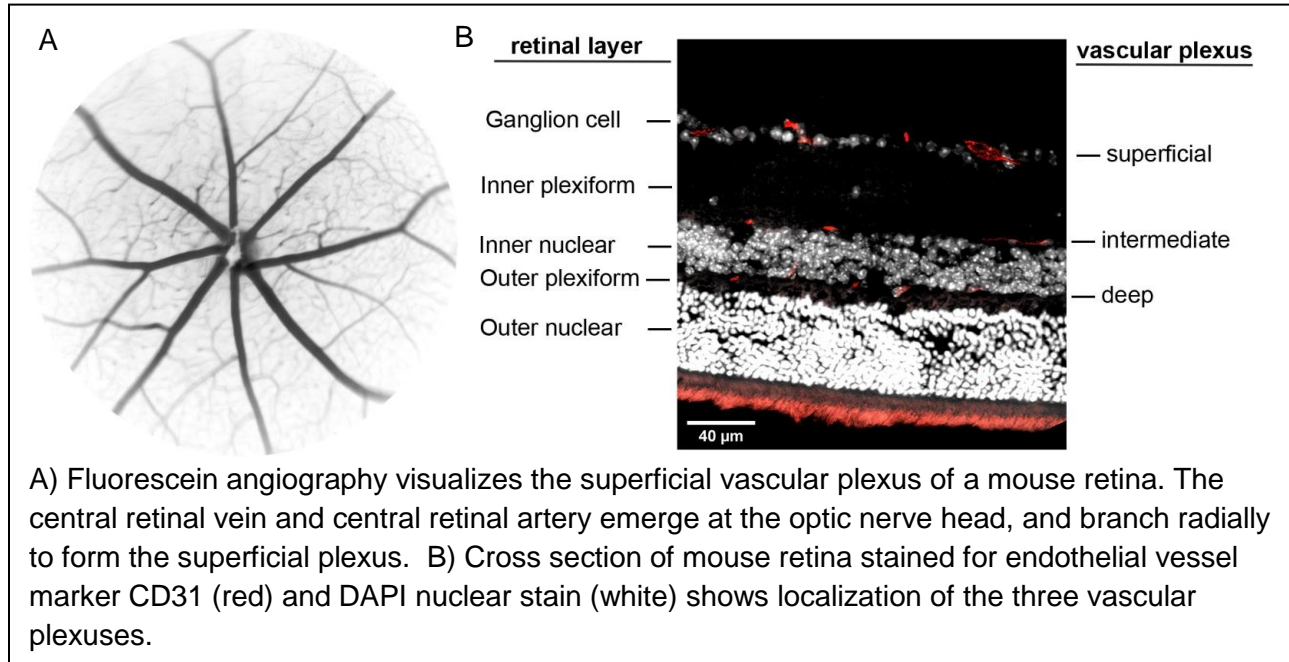 A
B
retinal layer
vascular plexus
Ganglion cell
superficial
Inner plexiform
Inner nuclear
intermediate
Outer plexiform
deep
Outer nuclear
40 µm
A) Fluorescein angiography visualizes the superficial vascular plexus of a mouse retina. The
central retinal vein and central retinal artery emerge at the optic nerve head, and branch radially
to form the superficial plexus.  B) Cross section of mouse retina stained for endothelial vessel
marker CD31 (red) and DAPI nuclear stain (white) shows localization of the three vascular
plexuses.